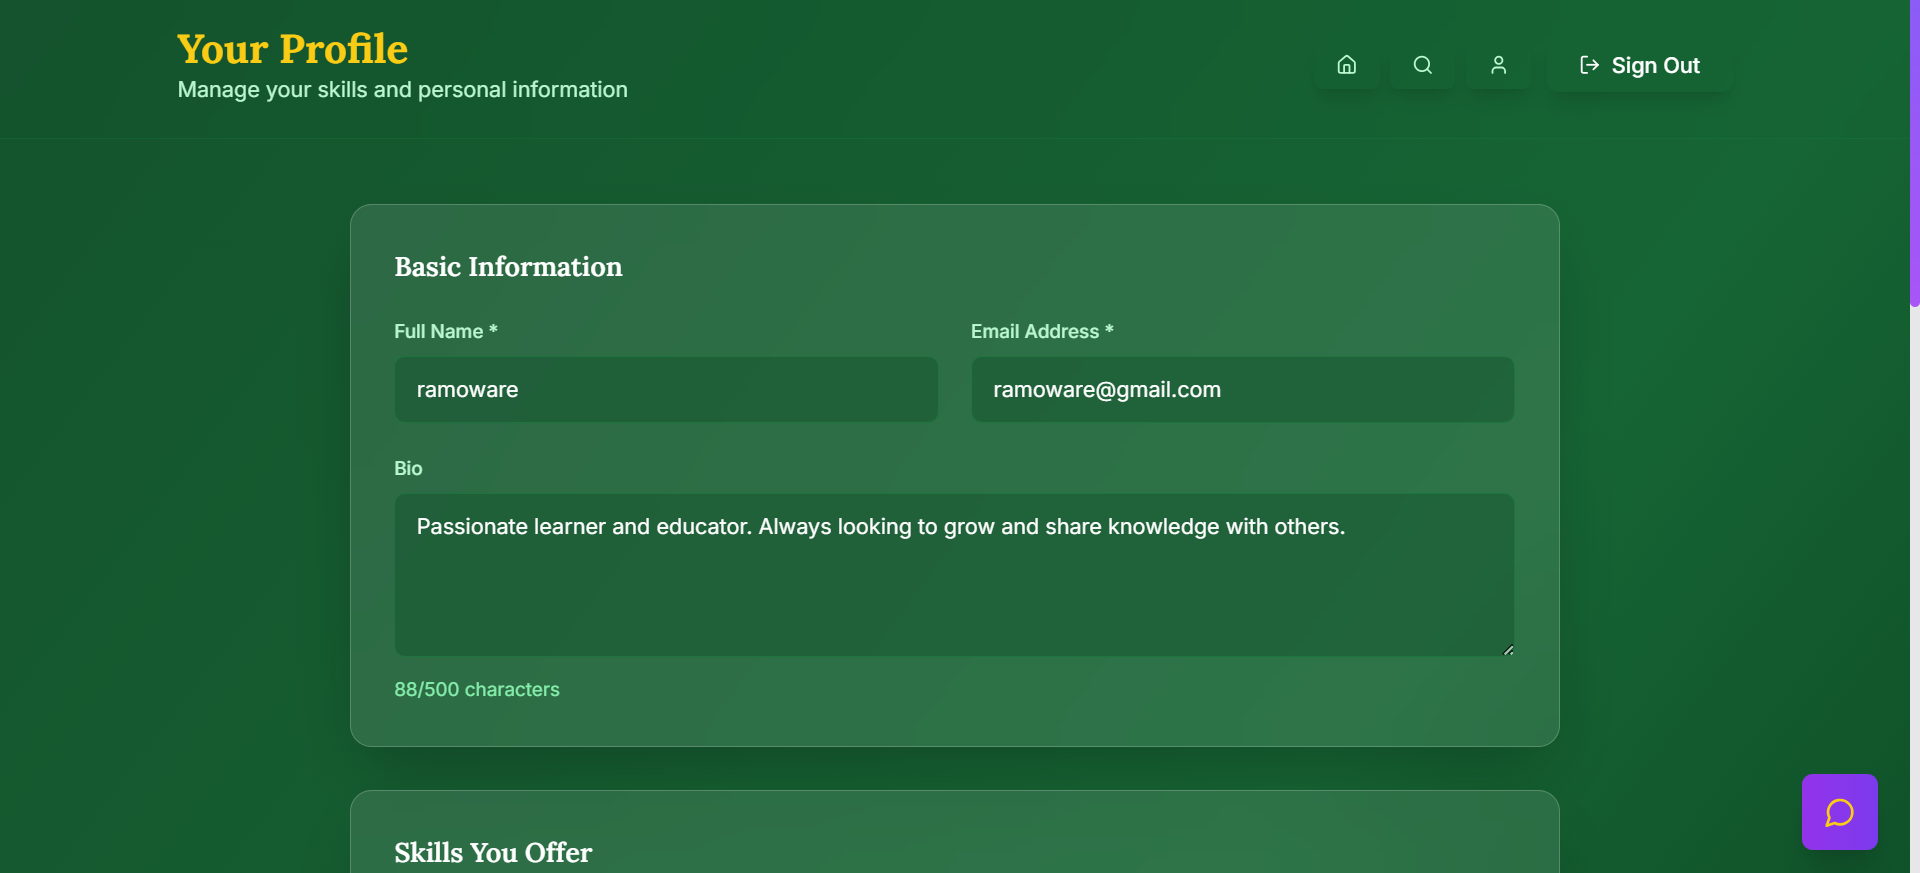 Your Profile
Manage your skills and personal information
Sign Out
Basic Information
Full Name *
Email Address *
ramoware
ramoware@gmail.com
Bio
Passionate learner and educator. Always looking to grow and share knowledge with others.
88/500 characters
Skills You Offer